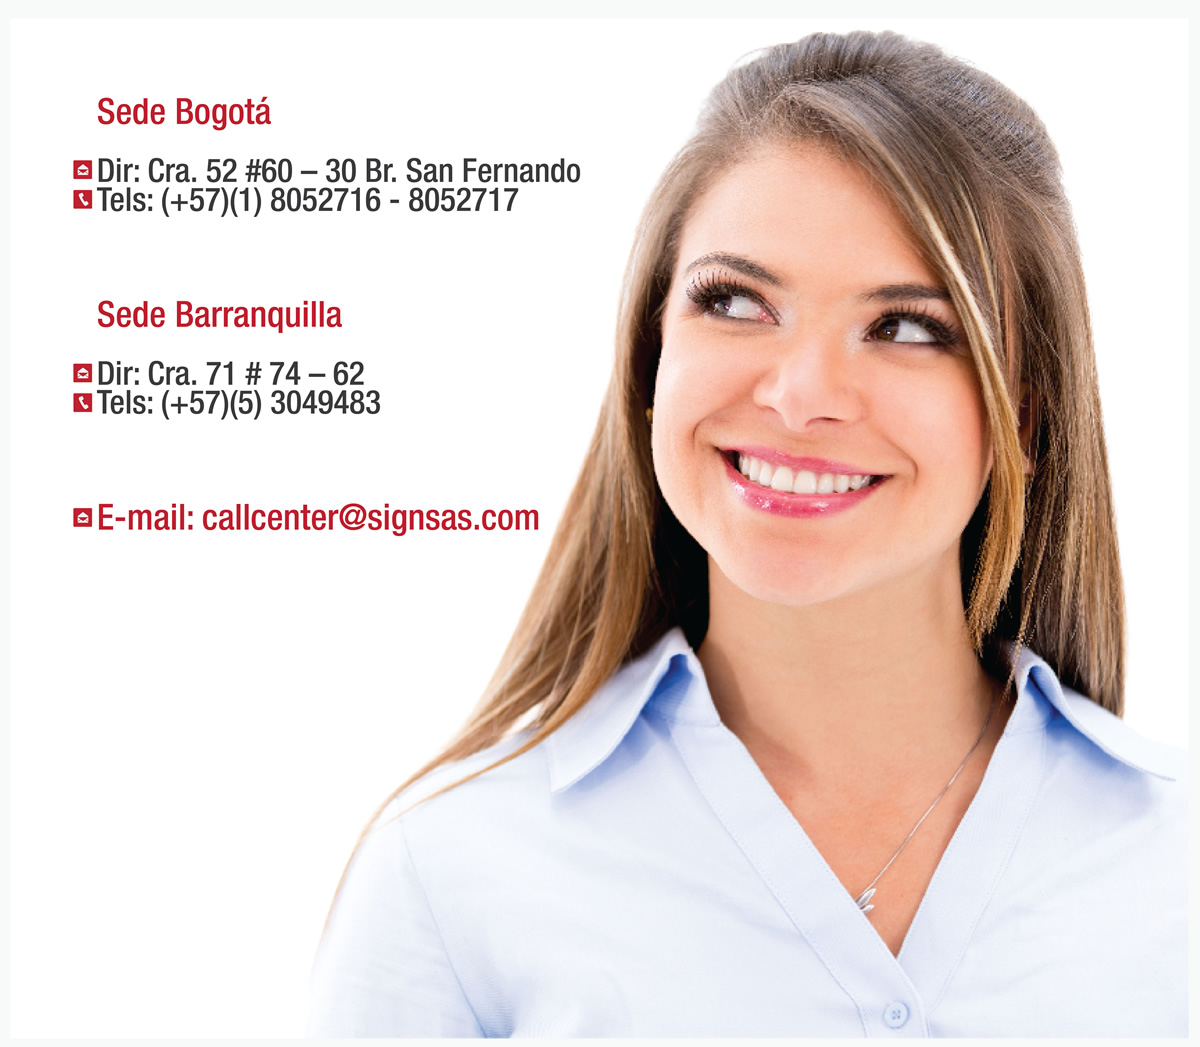 Sede Bogotá
Dir: Cra. 52 #60 – 30 Br. San Fernando
Tels: (+57)(1) 8052716 - 8052717
Sede Barranquilla
Dir: Cra. 71 # 74 – 62
Tels: (+57)(5) 3049483
E-mail: callcenter@signsas.com